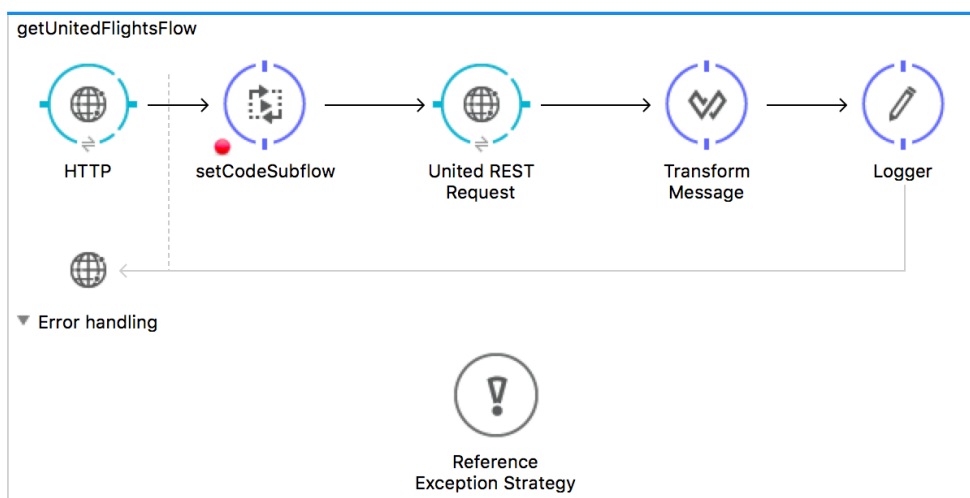 getUnitedFlightsFlow
HTTP
setCodeSubflow
United REST
Request
Transform
Message
Logger
Error handling
Reference
Exception Strategy